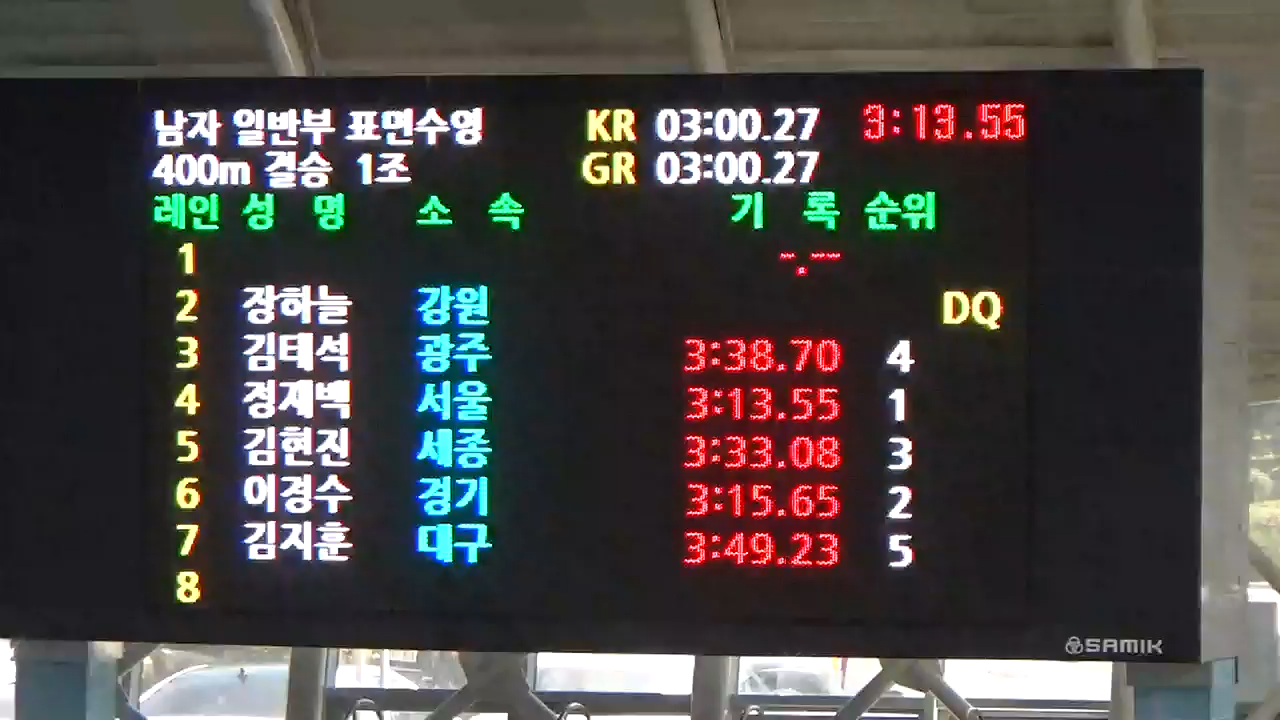 남자 일반부 표면수영 KR 03:00.27 3:13.55
400m 결승 1조 GR 03:00.27
레인 성 명 소 속 기 록 순위
1 -.--
2 장하늘 강원 DQ
3 김태석 광주 3:38.70 4
4 정재백 서울 3:13.55 1
5 김현진 세종 3:33.08 3
6 이경수 경기 3:15.65 2
7 김지훈 대구 3:49.23 5
8
SAMIK